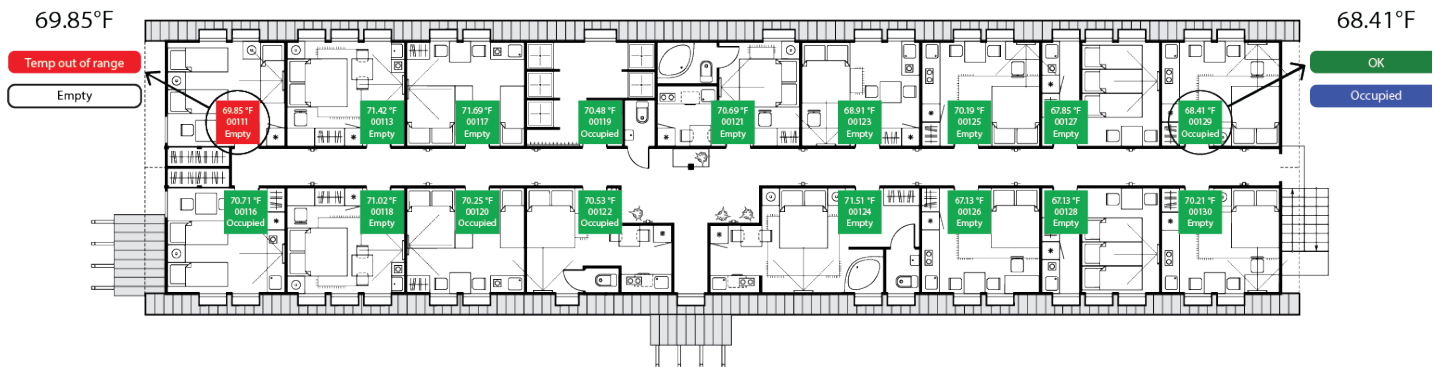 69.85°F
Temp out of range
Empty
68.41°F
OK
Occupied
69.85 °F
00111
Empty
71.42 °F
00113
Empty
71.69 °F
00117
Empty
70.48 °F
00119
Occupied
70.69 °F
00121
Empty
68.91 °F
00123
Empty
70.19 °F
00125
Empty
67.85 °F
00127
Empty
68.41 °F
00129
Occupied
70.71 °F
00116
Occupied
71.02 °F
00118
Empty
70.25 °F
00120
Occupied
70.53 °F
00122
Occupied
71.51 °F
00124
Empty
67.13 °F
00126
Empty
67.13 °F
00128
Empty
70.21 °F
00130
Occupied